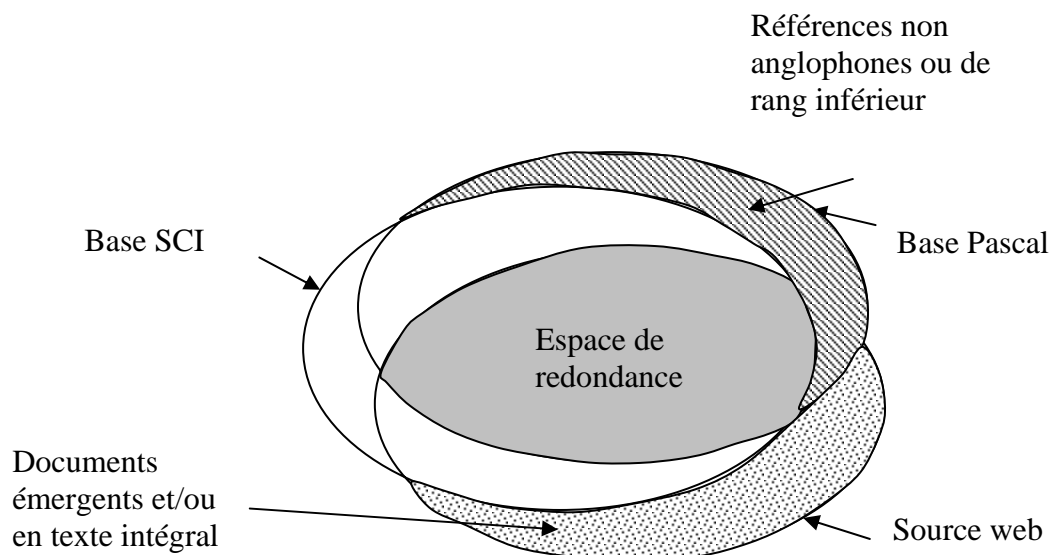 Références non
anglophones ou de
rang inférieur
Base SCI
Base Pascal
Espace de
redondance
Documents
émergents et/ou
en texte intégral
Source web